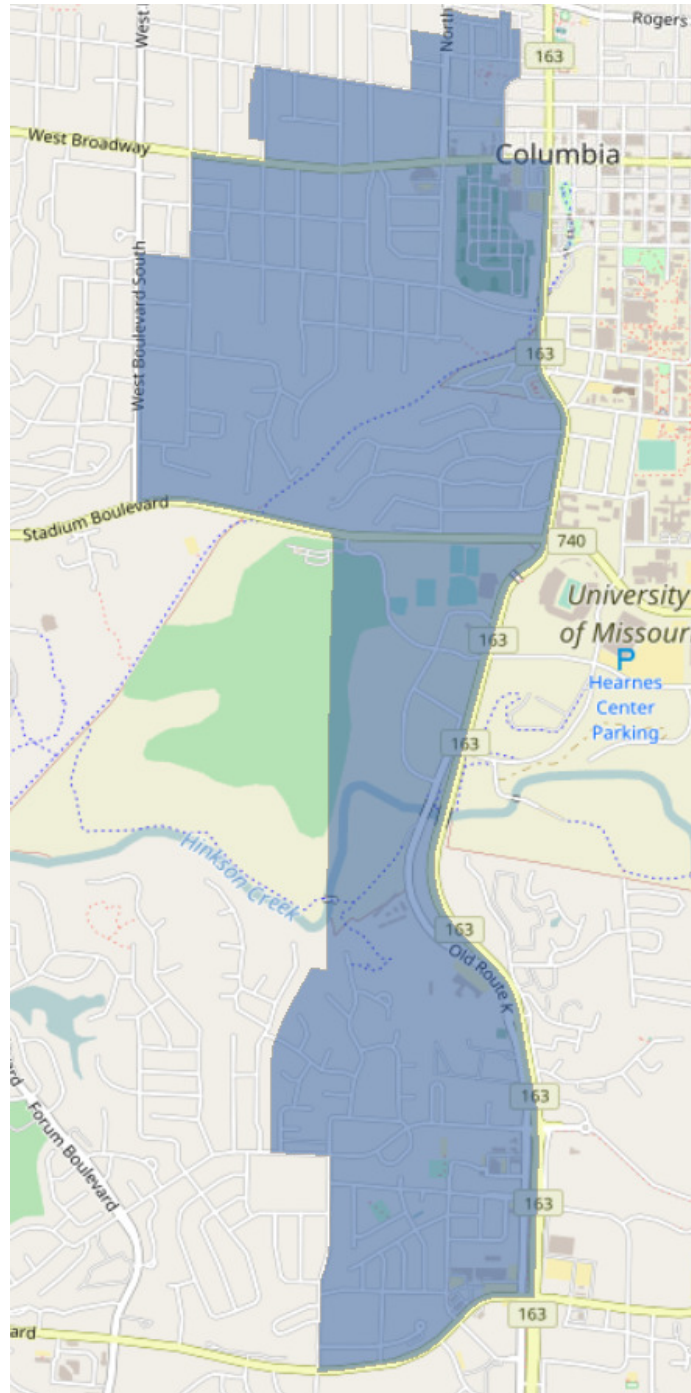 West
North
Rogers
163
West Broadway
Columbia
West Boulevard South
163
Stadium Boulevard
740
University
of Missour
163
P
Hearnes
Center
Parking
163
Hinkson Creek
163
Old Route K
163
Forum Boulevard
163
163
ard